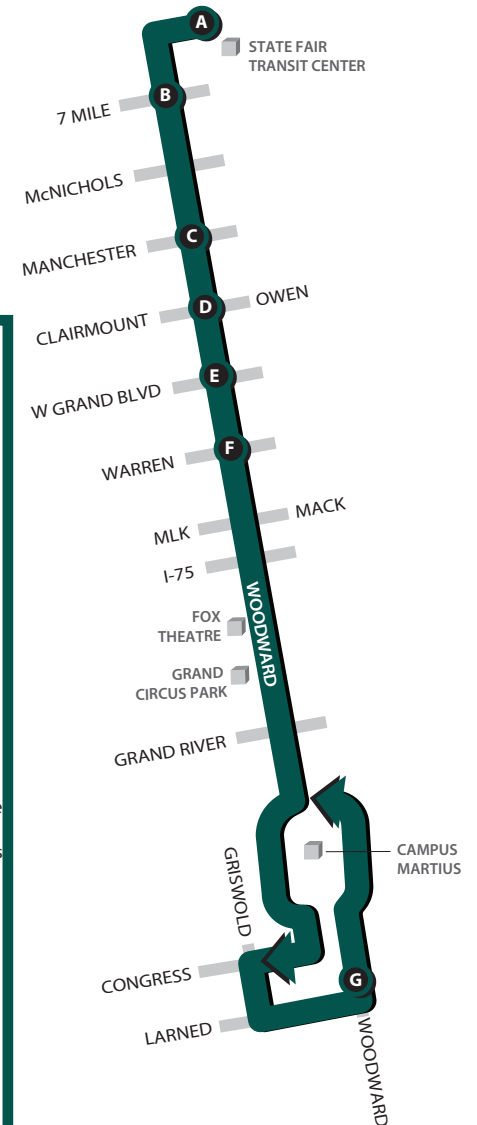 A
STATE FAIR
TRANSIT CENTER
B
7 MILE
McNICHOLS
C
MANCHESTER
D
OWEN
CLAIRMOUNT
E
W GRAND BLVD
F
WARREN
MACK
MLK
I-75
WOODWARD
FOX
THEATRE
GRAND
CIRCUS PARK
GRAND RIVER
e
CAMPUS
MARTIUS
s
GRISWOLD
CONGRESS
G
LARNED
WOODWARD